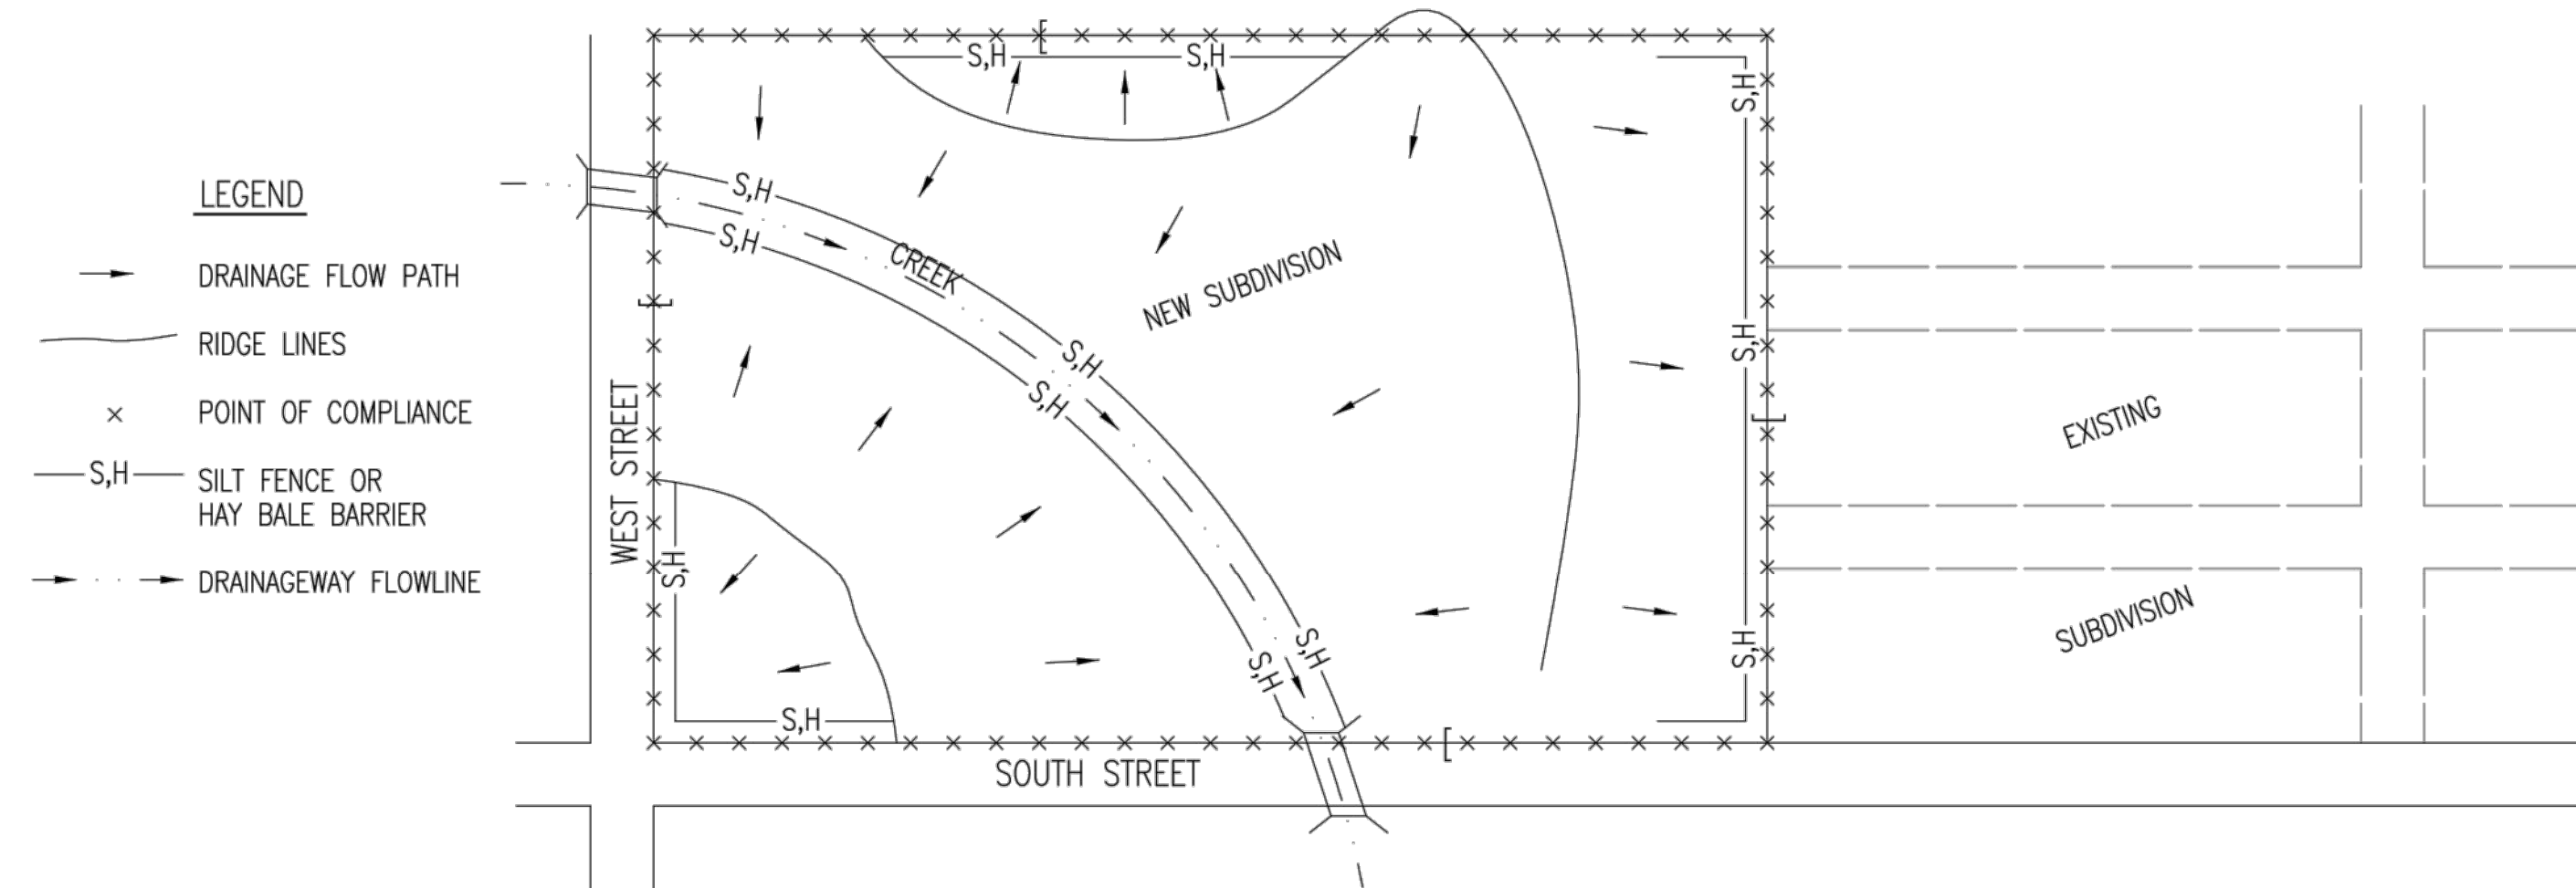 LEGEND
DRAINAGE FLOW PATH
RIDGE LINES
POINT OF COMPLIANCE
S,H
SILT FENCE OR
HAY BALE BARRIER
DRAINAGEWAY FLOWLINE
S,H
S,H
S,H
S,H
S,H
CREEK
NEW SUBDIVISION
S,H
S,H
S,H
WEST STREET
EXISTING
S,H
S,H
S,H
S,H
S,H
SUBDIVISION
SOUTH STREET